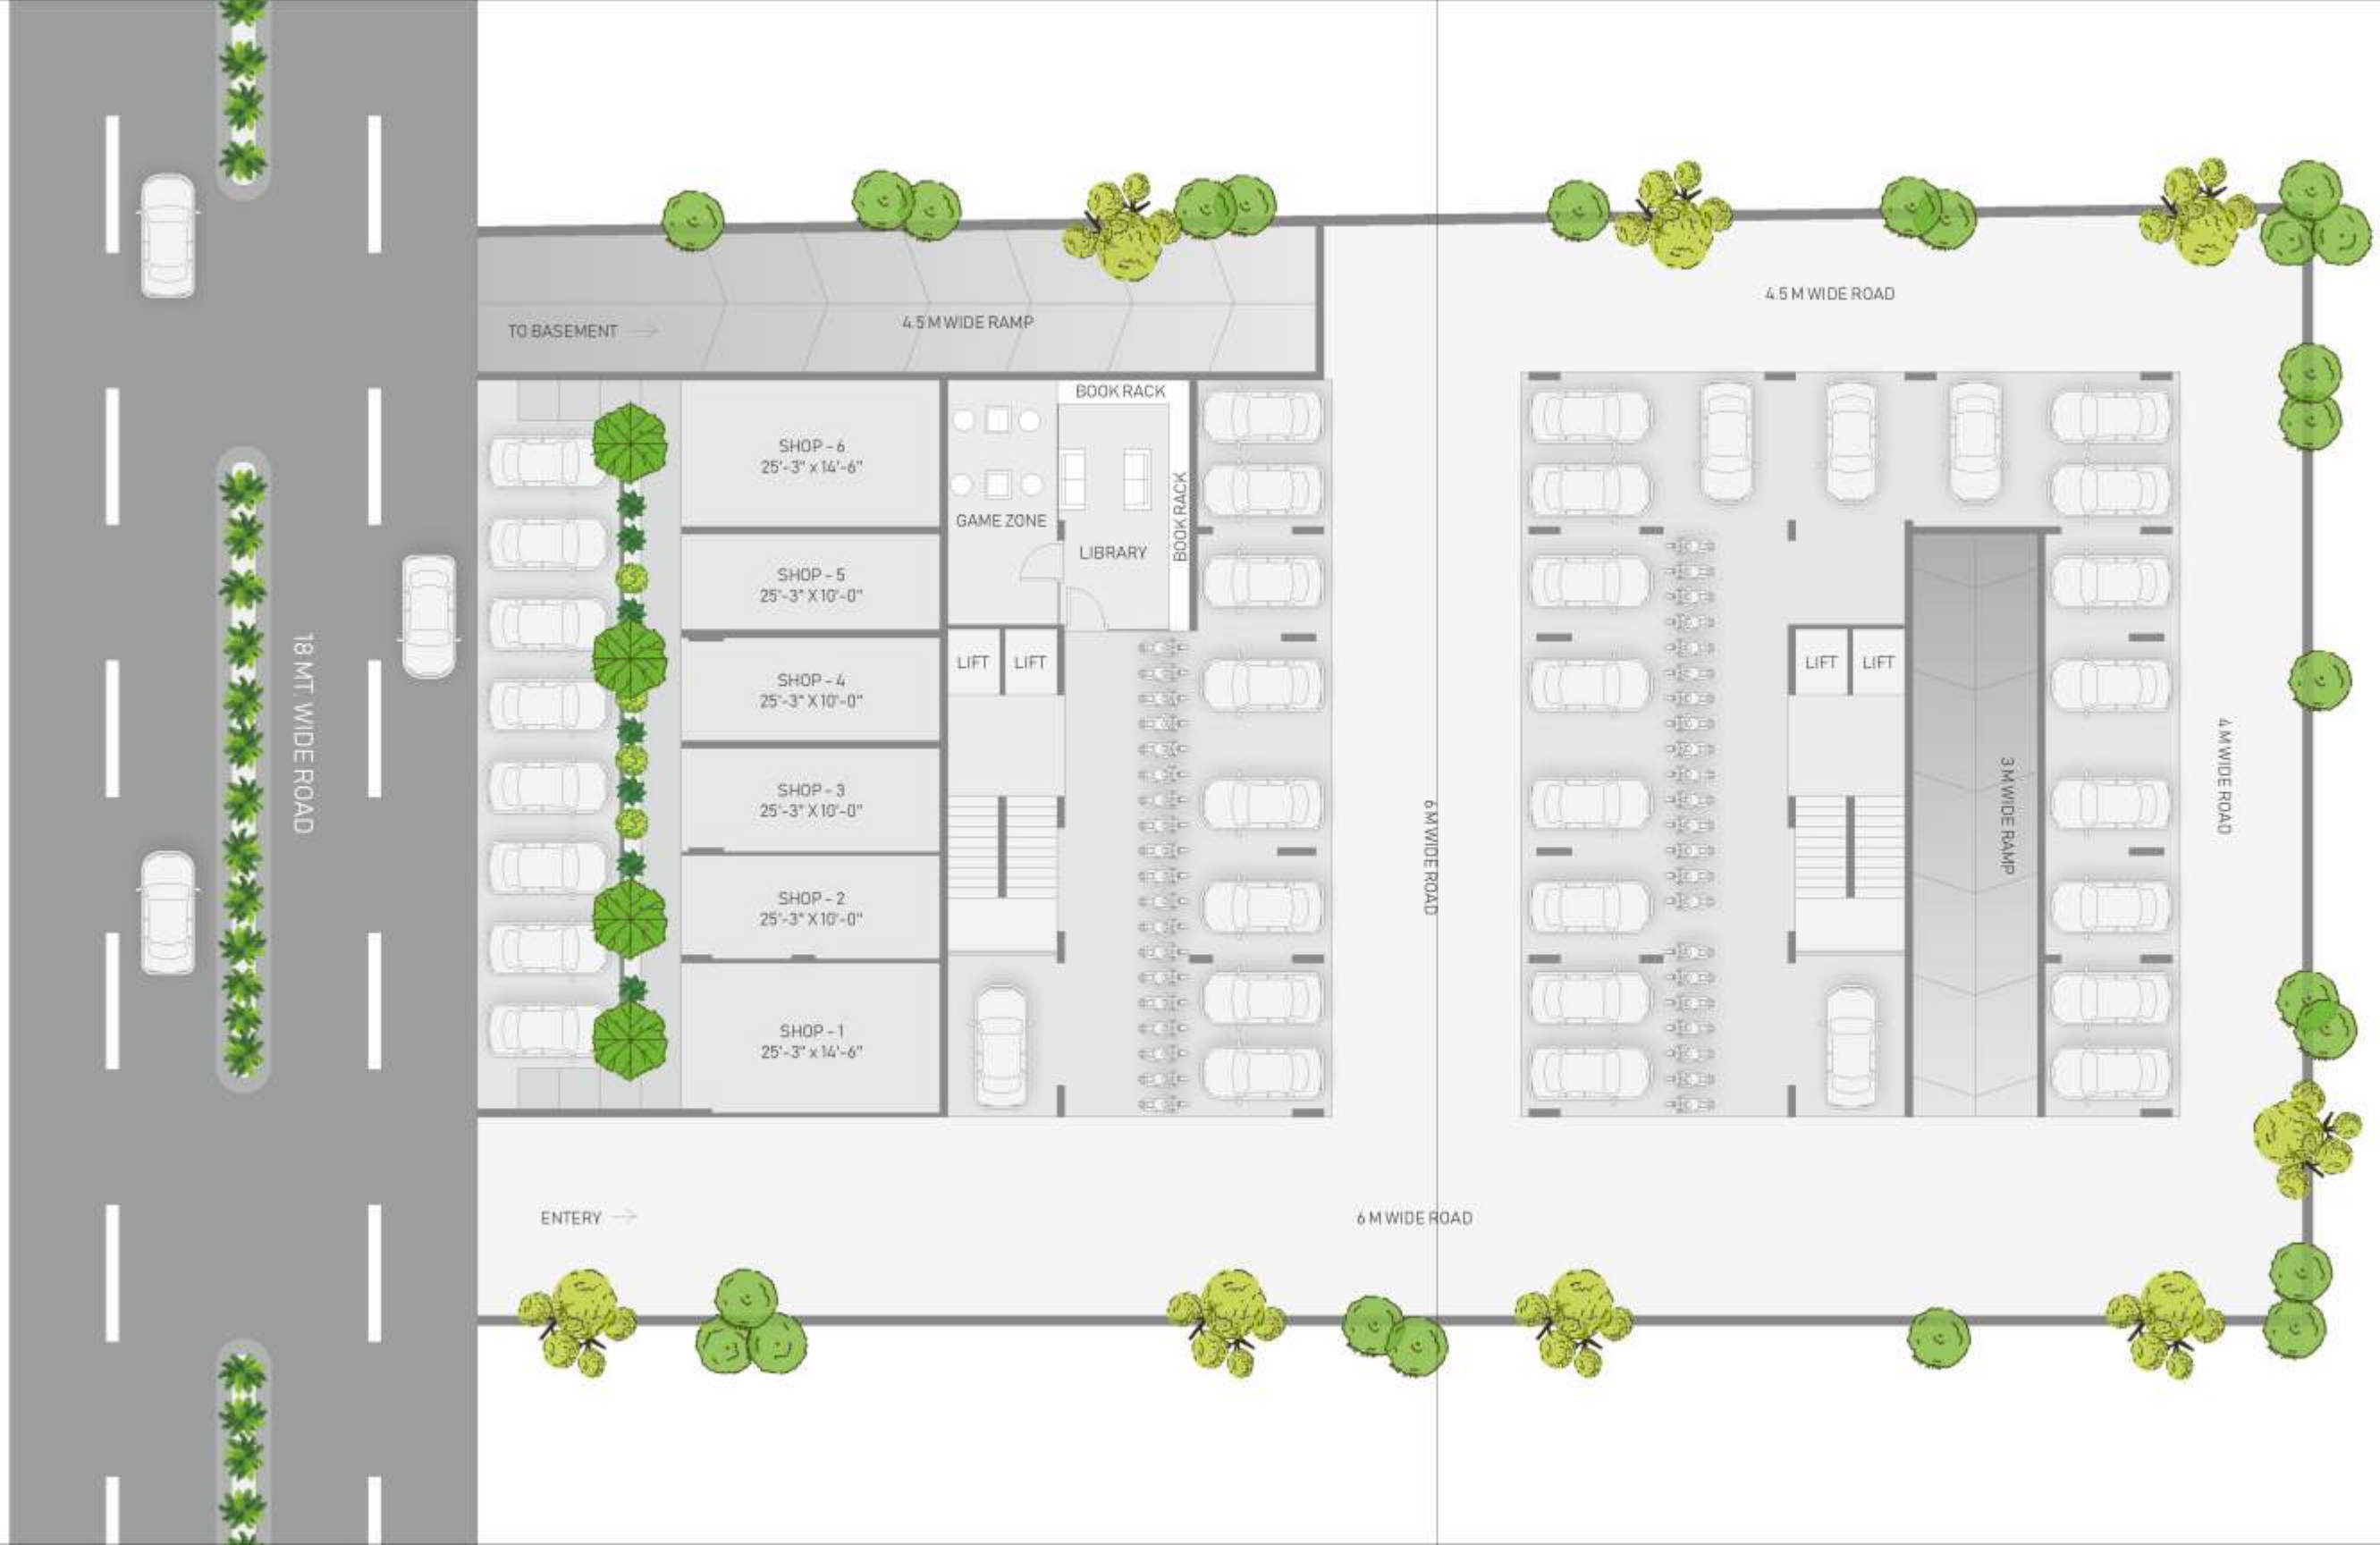 4.5 M WIDE ROAD
TO BASEMENT
4.5 M WIDE RAMP
BOOK RACK
SHOP - 6
25'-3" x 14'-6"
GAME ZONE
BOOK RACK
LIBRARY
SHOP - 5
25'-3" X 10'-0"
18 MT. WIDE ROAD
LIFT
LIFT
LIFT
LIFT
SHOP - 4
25'-3" X 10'-0"
SHOP - 3
25'-3" X 10'-0"
6 M WIDE ROAD
3 M WIDE RAMP
4 M WIDE ROAD
SHOP - 2
25'-3" X 10'-0"
SHOP - 1
25'-3" x 14'-6"
ENTERY
6 M WIDE ROAD